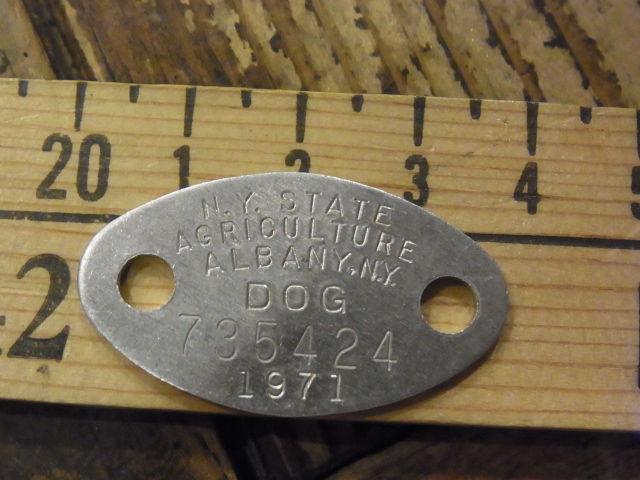 20 1 2 3 4
N.Y. STATE
AGRICULTURE
ALBANY, N.Y.
DOG
735424
1971
2